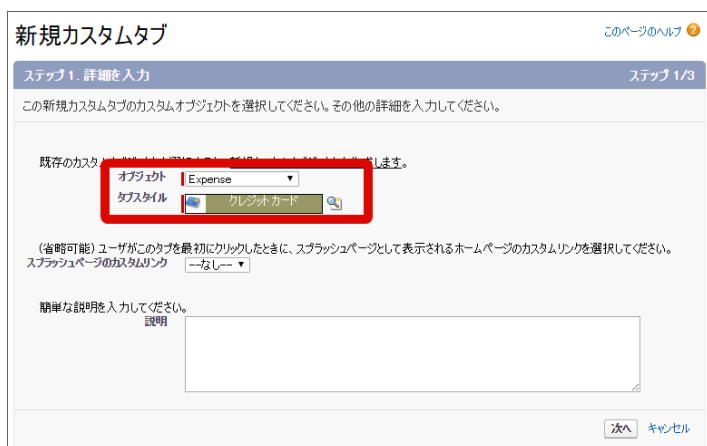 新規カスタムタブ
このページのヘルプ
ステップ 1. 詳細を入力
ステップ 1/3
この新規カスタムタブのカスタムオブジェクトを選択してください。その他の詳細を入力してください。
既存のカスタム
します。
オブジェクト Expense
タブスタイル クレジットカード
(省略可能) ユーザがこのタブを最初にクリックしたときに、スプラッシュページとして表示されるホームページのカスタムリンクを選択してください。
スプラッシュページのカスタムリンク --なし--
簡単な説明を入力してください。
説明
次へ キャンセル